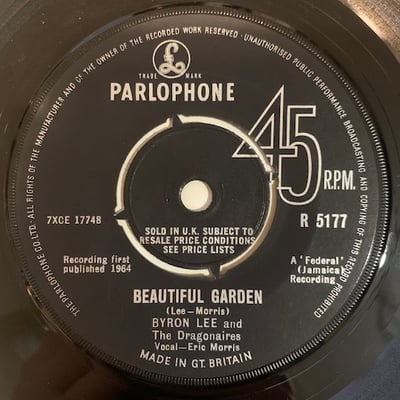 THE PARLOPHONE CO. LTD. ALL RIGHTS OF THE MANUFACTURER AND OF THE OWNER OF THE RECORDED WORK RESERVED · UNAUTHORISED PUBLIC PERFORMANCE, BROADCASTING AND COPYING OF THIS RECORD PROHIBITED
£
TRADE MARK
PARLOPHONE
45 R.P.M.
7XCE 17748
R 5177
SOLD IN U.K. SUBJECT TO
RESALE PRICE CONDITIONS
SEE PRICE LISTS
Recording first
published 1964
A 'Federal'
(Jamaica)
Recording
BEAUTIFUL GARDEN
(Lee—Morris)
BYRON LEE and
The Dragonaires
Vocal—Eric Morris
MADE IN GT. BRITAIN